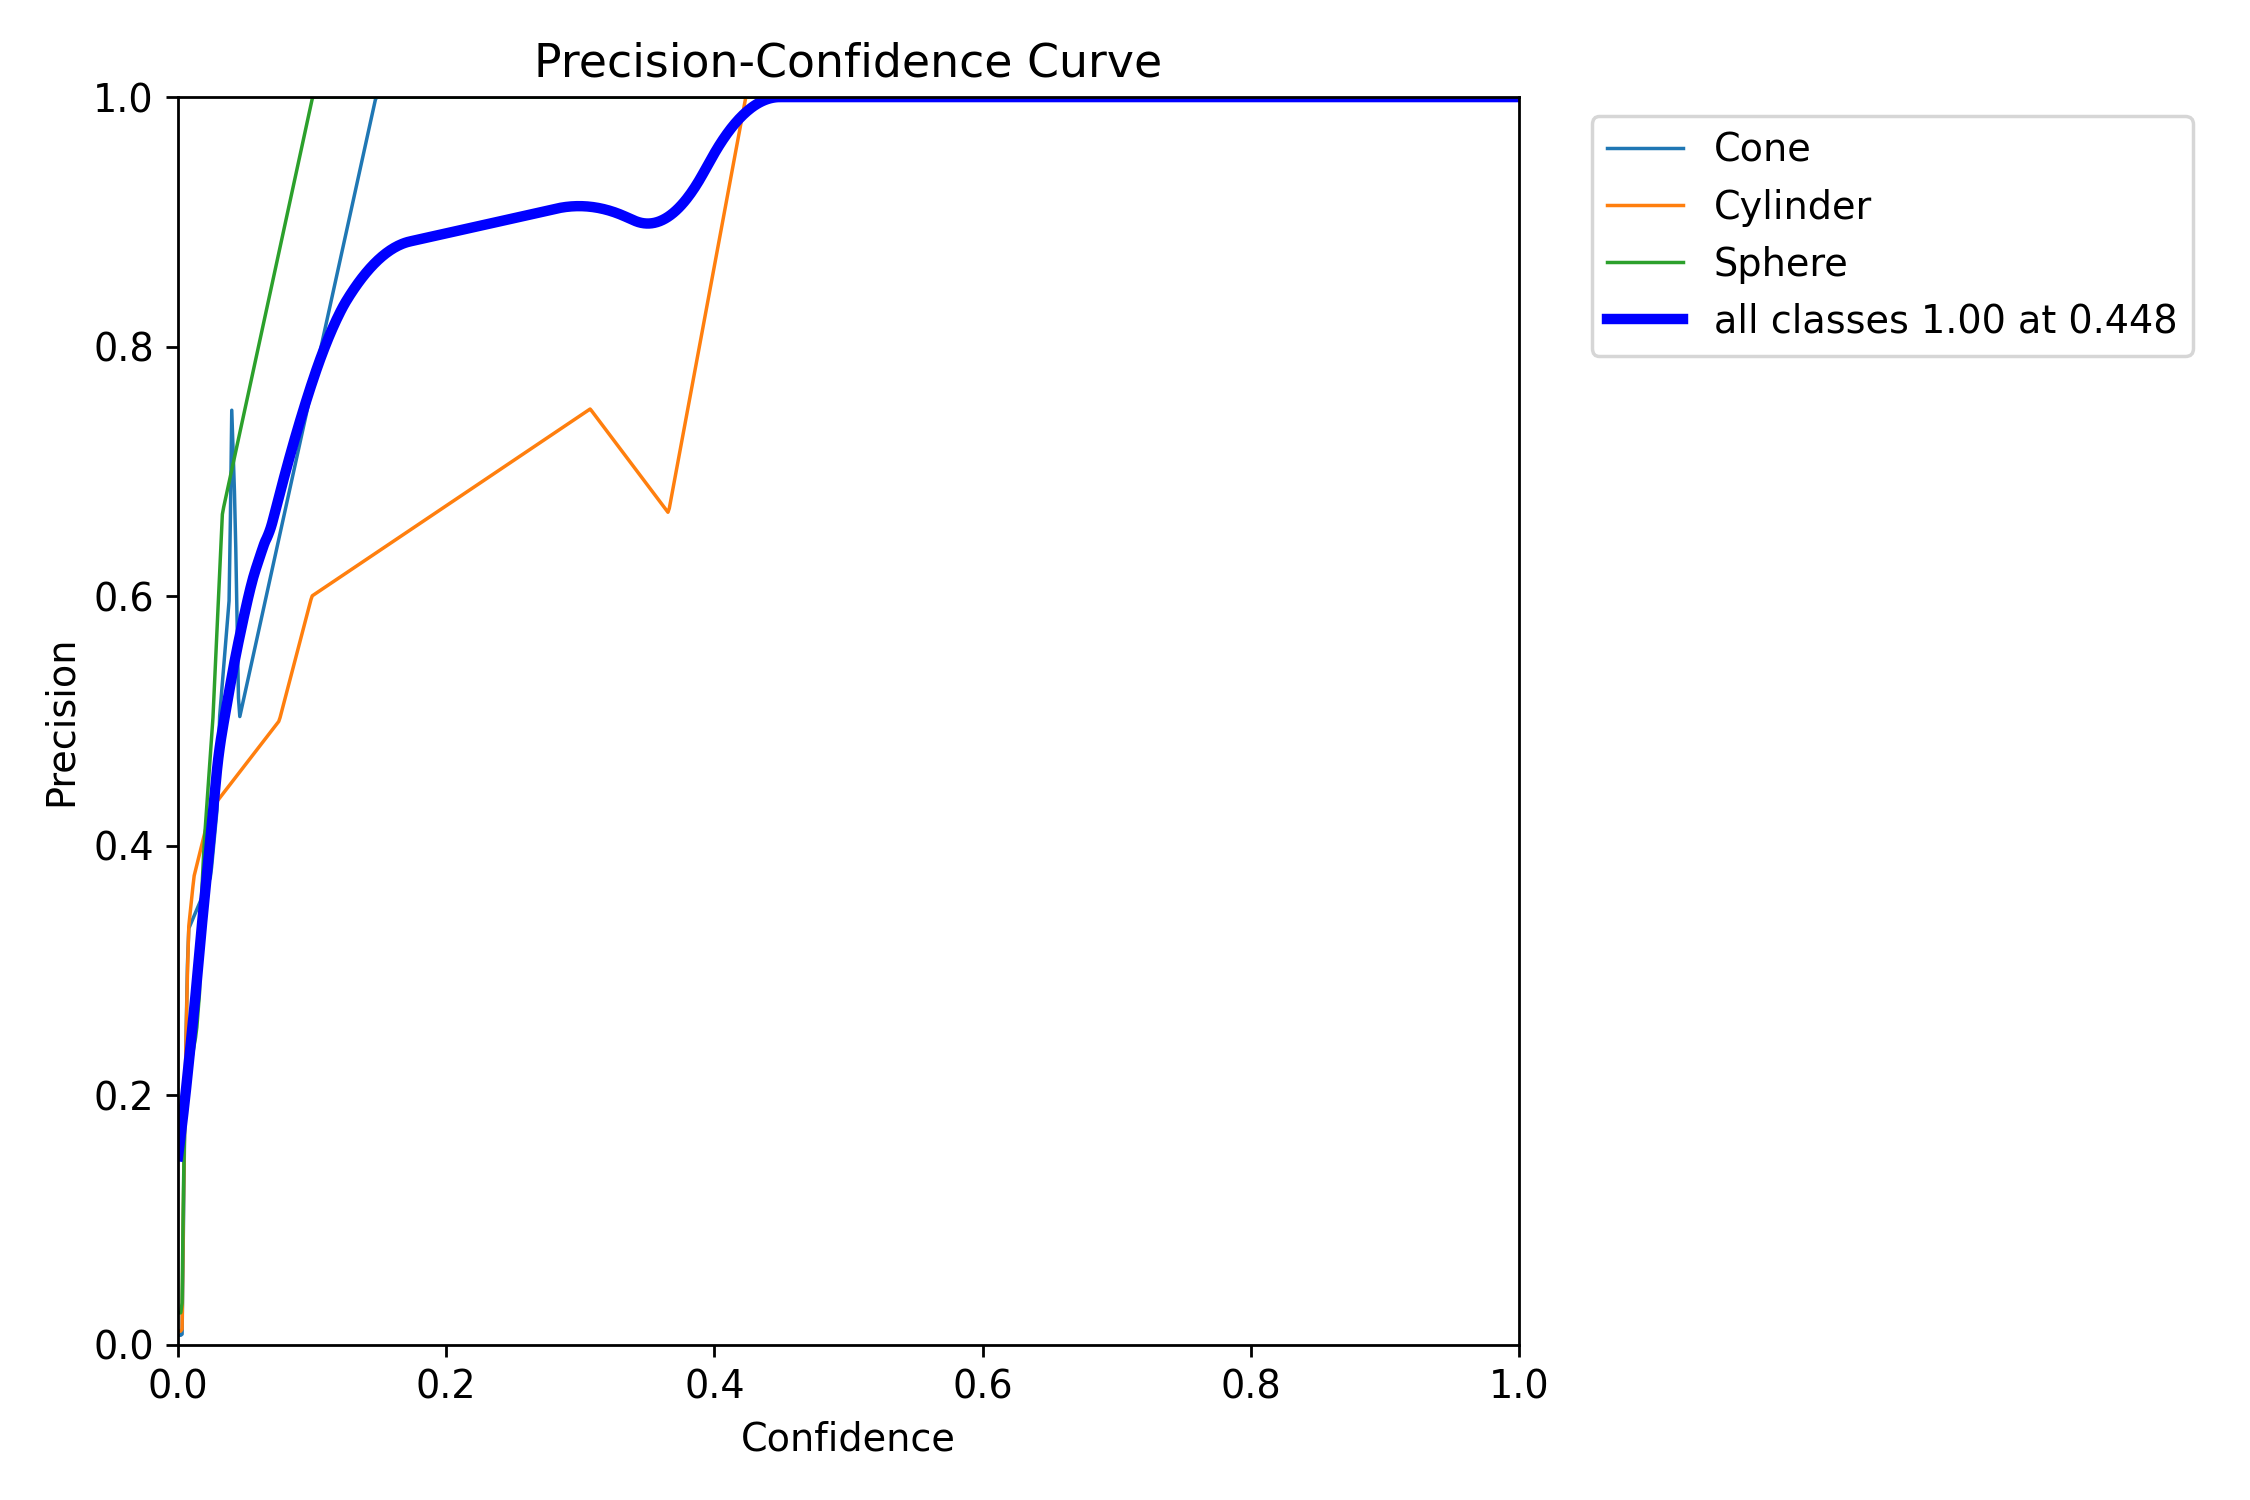 Precision-Confidence Curve
1.0
0.8
0.6
0.4
0.2
0.0
Precision
0.0 0.2 0.4 0.6 0.8 1.0
Confidence
Cone
Cylinder
Sphere
all classes 1.00 at 0.448